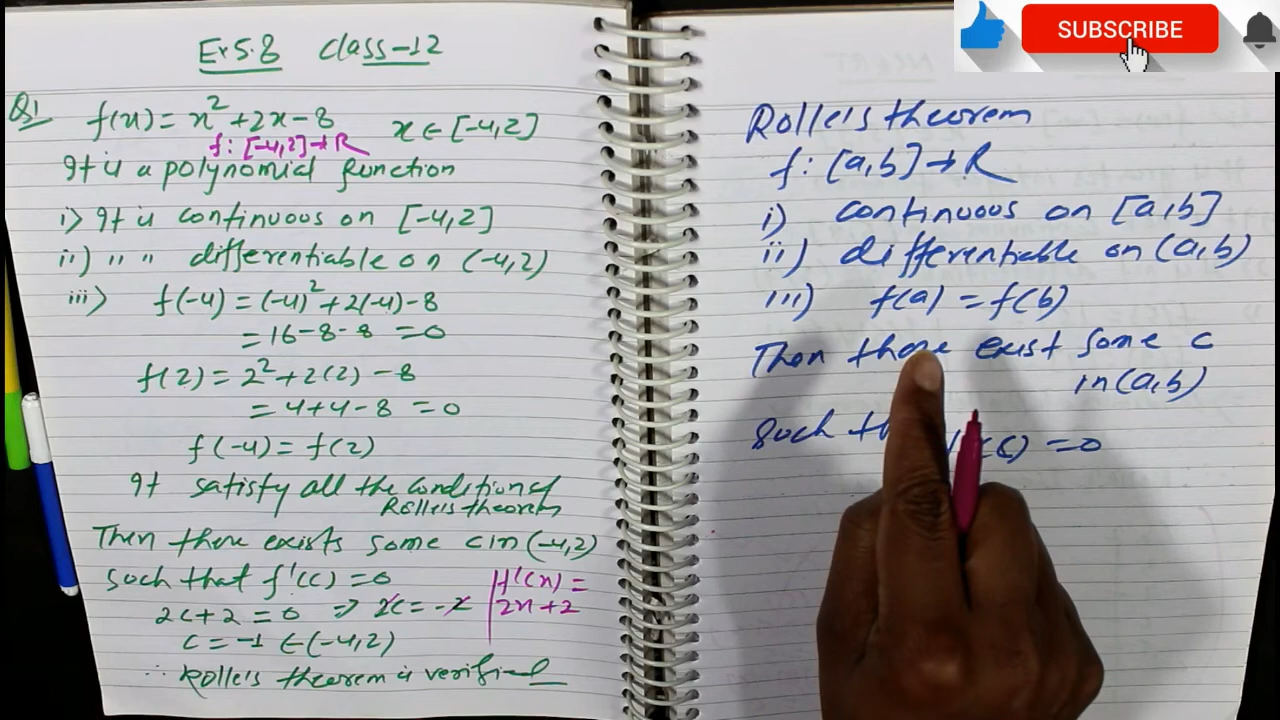 Ex 5.8 class-12
Q1 f(x) = x² + 2x - 8 x ∈ [-4,2]
f: [-4,2] → R
It is a polynomial function
i) It is continuous on [-4,2]
ii) " " differentiable on (-4,2)
iii) f(-4) = (-4)² + 2(-4) - 8
= 16 - 8 - 8 = 0
f(2) = 2² + 2(2) - 8
= 4 + 4 - 8 = 0
f(-4) = f(2)
It satisfy all the condition of
Rolle's theorem
Then there exists some c in (-4,2)
such that f'(c) = 0
f'(x) =
2c + 2 = 0 ⇒ 2c = -2
2x + 2
c = -1 ∈ (-4,2)
∴ Rolle's theorem is verified
SUBSCRIBE
Rolle's theorem
f: [a,b] → R
i) continuous on [a,b]
ii) differentiable on (a,b)
iii) f(a) = f(b)
Then there exist some c
in (a,b)
Such (c) = 0